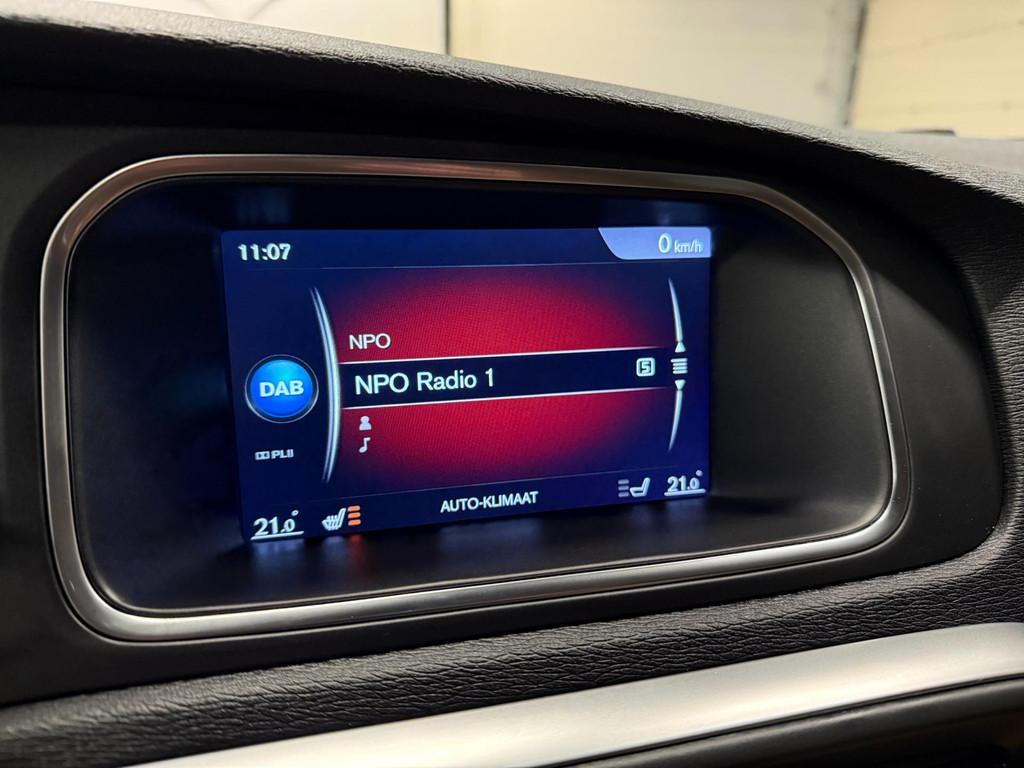 11:07
0 km/h
NPO
NPO Radio 1
5
DAB
PLII
AUTO-KLIMAAT
21.0°
21.0°